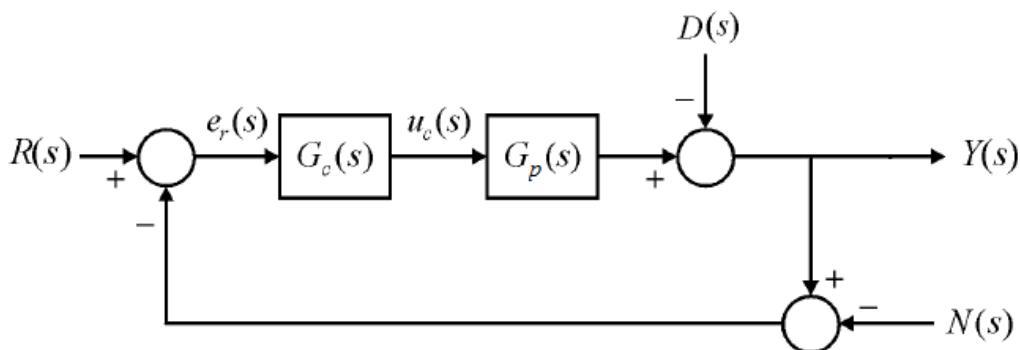 D(s)
−
R(s) + e_r(s) G_c(s) u_c(s) G_p(s) + Y(s)
−
+
− N(s)